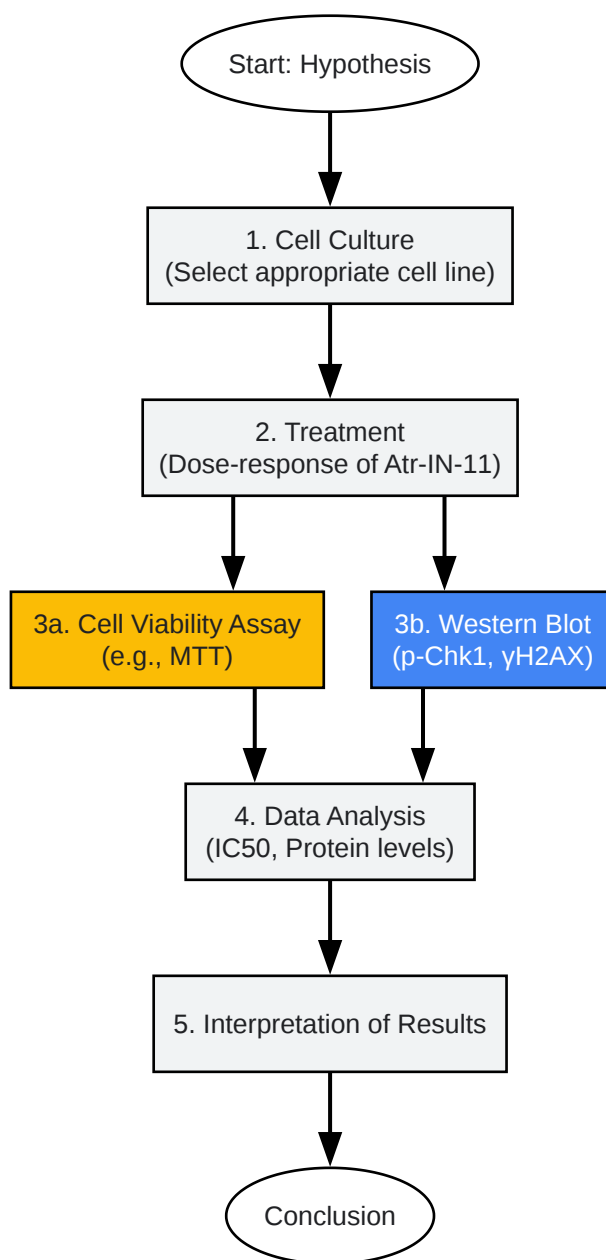 Start: Hypothesis
1. Cell Culture
(Select appropriate cell line)
2. Treatment
(Dose-response of Atr-IN-11)
3a. Cell Viability Assay
(e.g., MTT)
3b. Western Blot
(p-Chk1, γH2AX)
4. Data Analysis
(IC50, Protein levels)
5. Interpretation of Results
Conclusion